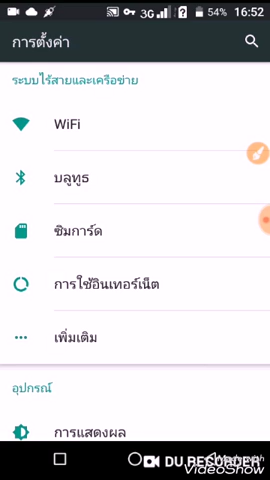 3G 54% 16:52
การตั้งค่า
ระบบไร้สายและเครือข่าย
WiFi
บลูทูธ
ซิมการ์ด
การใช้อินเทอร์เน็ต
เพิ่มเติม
อุปกรณ์
การแสดงผล
DU RECORDER
VideoShow